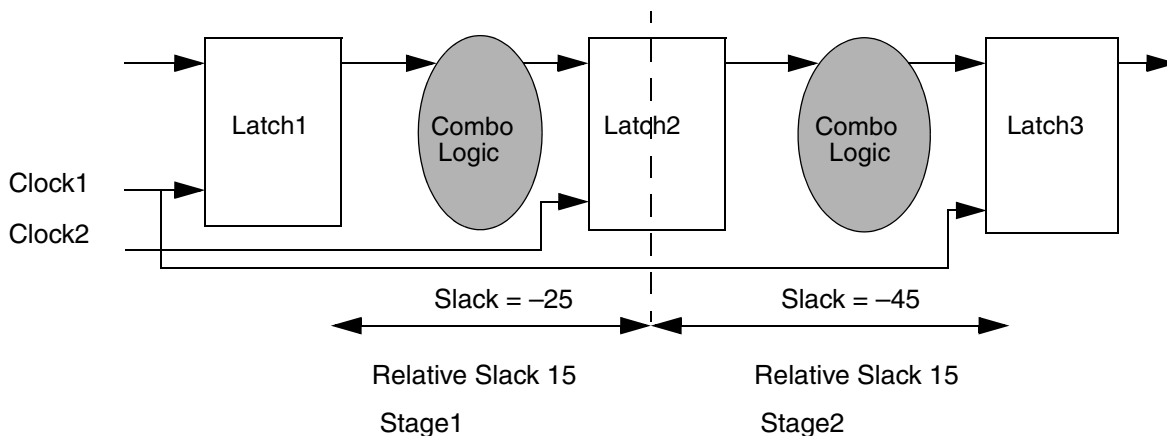 Latch1
Combo
Logic
Latch2
Combo
Logic
Latch3
Clock1
Clock2
Slack = –25
Slack = –45
Relative Slack 15
Relative Slack 15
Stage1
Stage2